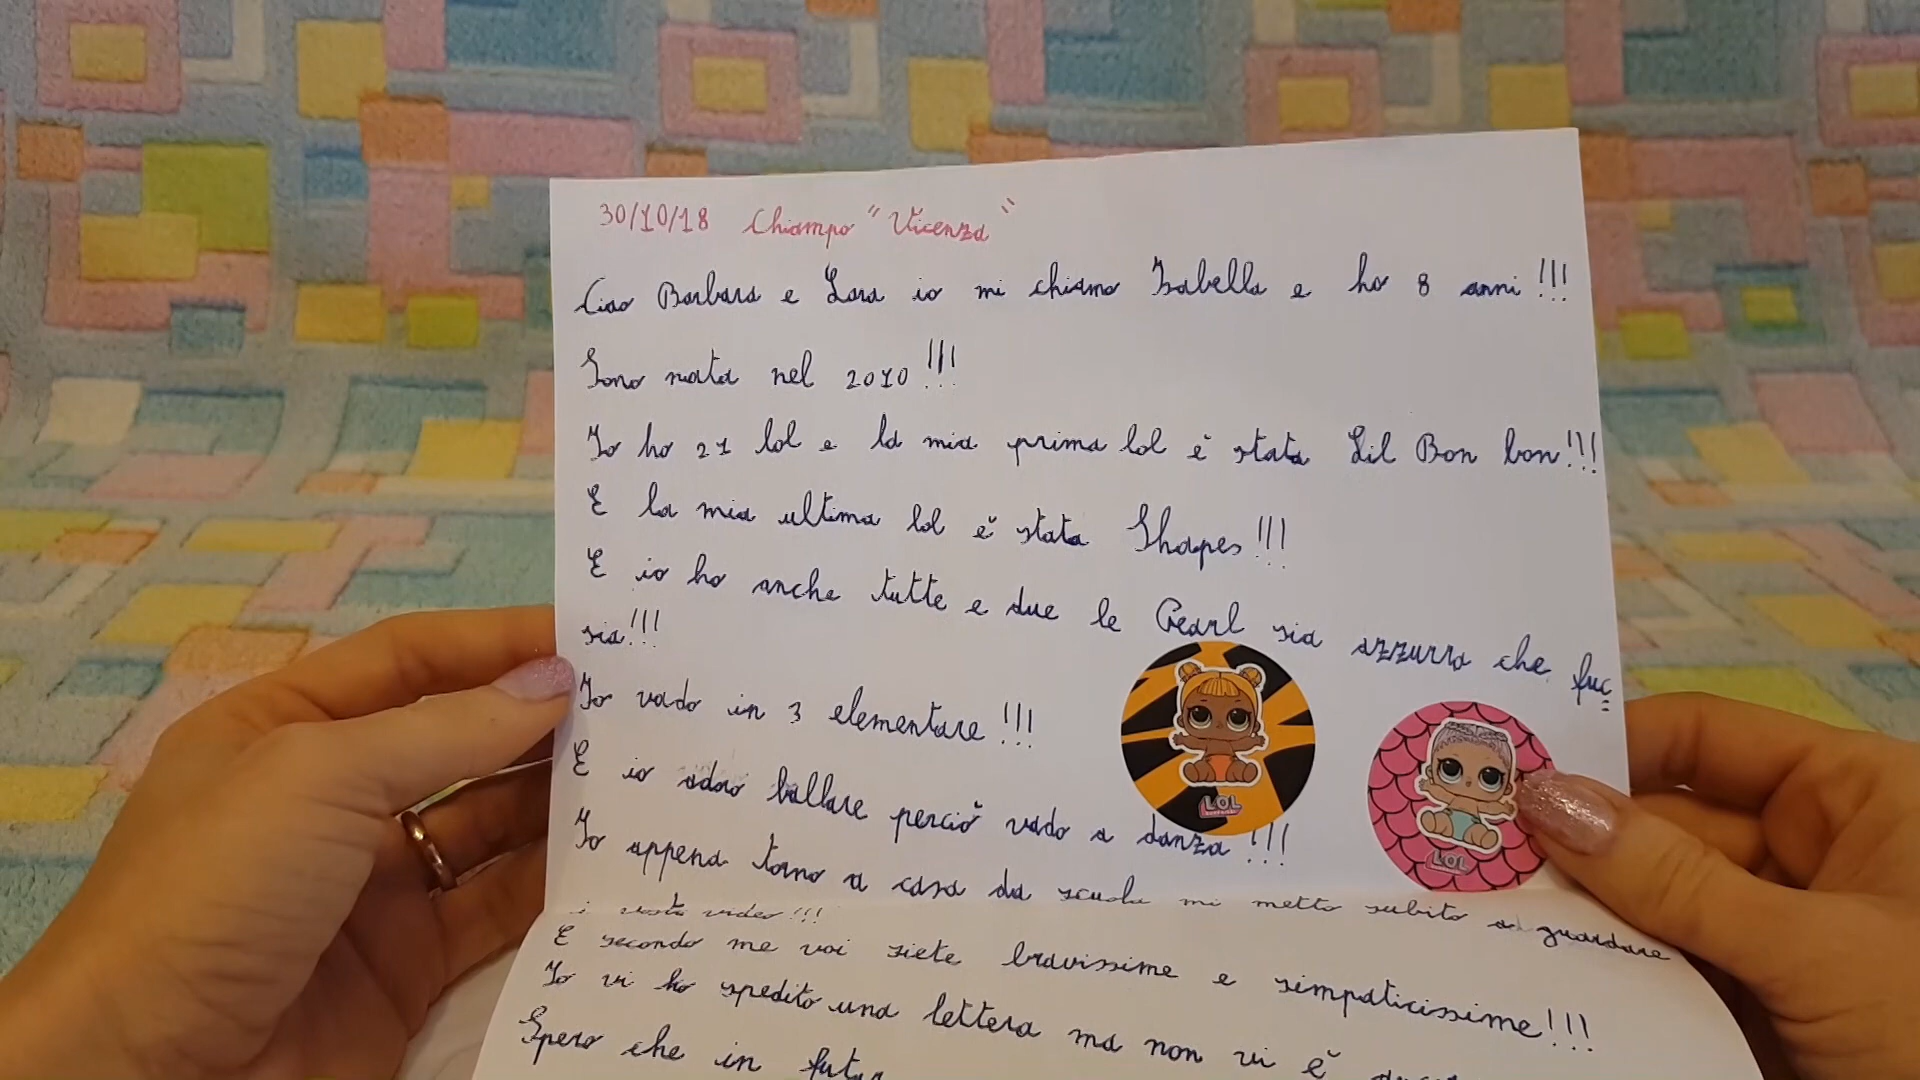 30/10/18 Chiampo "Vicenza"
Ciao Barbara e Lara io mi chiamo Isabella e ho 8 anni!!!
Sono nata nel 2010!!!
Io ho 21 lol e la mia prima lol è stata Lil Bon bon!!!
E la mia ultima lol è stata Shapes!!!
E io ho anche tutte e due le Pearl sia azzurra che fuc
sia!!!
Io vado in 3 elementare!!!
E io adoro ballare perciò vado a danza!!!
Io appena torno a casa da scuola mi metto subito a guardare
i vostri video!!!
E secondo me voi siete bravissime e simpaticissime!!!
Io vi ho spedito una lettera ma non vi è
Spero che in
LOL
LOL